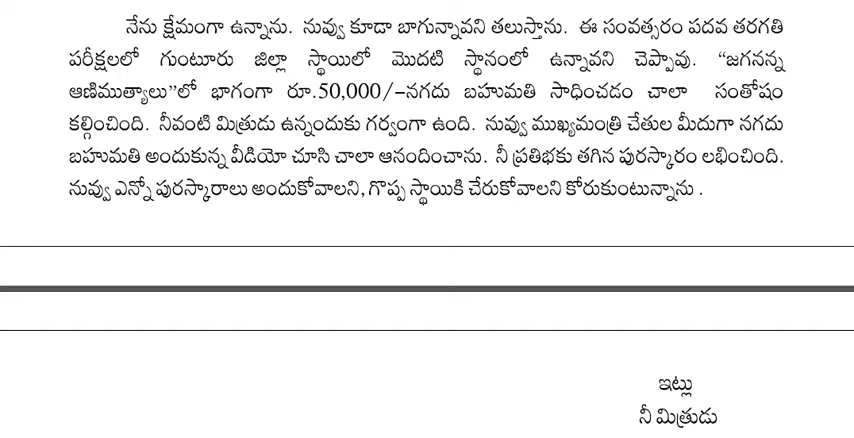 నేను క్షేమంగా ఉన్నాను. నువ్వు కూడా బాగున్నావని తలుస్తాను. ఈ సంవత్సరం పదవ తరగతి
పరీక్షలలో గుంటూరు జిల్లా స్థాయిలో మొదటి స్థానంలో ఉన్నావని చెప్పావు. “జగనన్న
ఆణిముత్యాలు”లో భాగంగా రూ.50,000/-నగదు బహుమతి సాధించడం చాలా సంతోషం
కల్గించింది. నీవంటి మిత్రుడు ఉన్నందుకు గర్వంగా ఉంది. నువ్వు ముఖ్యమంత్రి చేతుల మీదుగా నగదు
బహుమతి అందుకున్న వీడియో చూసి చాలా ఆనందించాను. నీ ప్రతిభకు తగిన పురస్కారం లభించింది.
నువ్వు ఎన్నో పురస్కారాలు అందుకోవాలని, గొప్ప స్థాయికి చేరుకోవాలని కోరుకుంటున్నాను .
ఇట్లు
నీ మిత్రుడు